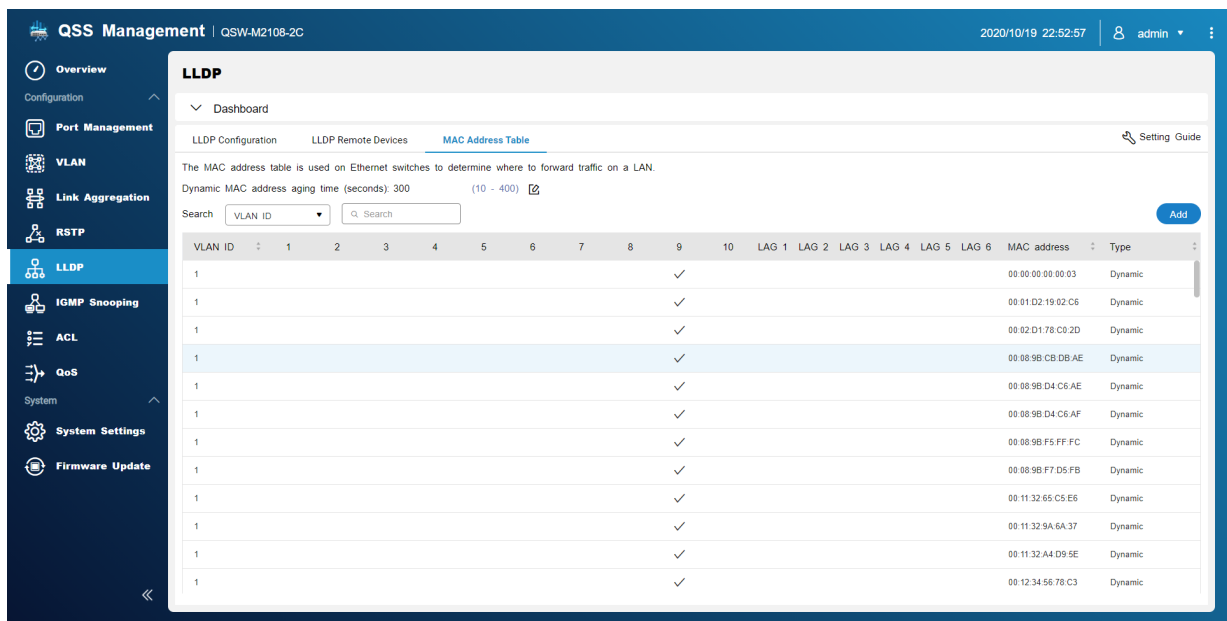 QSS Management | QSW-M2108-2C
2020/10/19 22:52:57
admin
Overview
Configuration
Port Management
VLAN
Link Aggregation
RSTP
LLDP
IGMP Snooping
ACL
QoS
System
System Settings
Firmware Update
LLDP
Dashboard
LLDP Configuration LLDP Remote Devices MAC Address Table
Setting Guide
The MAC address table is used on Ethernet switches to determine where to forward traffic on a LAN.
Dynamic MAC address aging time (seconds): 300 (10 - 400)
Search VLAN ID Search
Add
VLAN ID 1 2 3 4 5 6 7 8 9 10 LAG 1 LAG 2 LAG 3 LAG 4 LAG 5 LAG 6 MAC address Type
1 00:00:00:00:00:03 Dynamic
1 00:01:D2:19:02:C6 Dynamic
1 00:02:D1:78:C0:2D Dynamic
1 00:08:9B:CB:DB:AE Dynamic
1 00:08:9B:D4:C6:AE Dynamic
1 00:08:9B:D4:C6:AF Dynamic
1 00:08:9B:F5:FF:FC Dynamic
1 00:08:9B:F7:D5:FB Dynamic
1 00:11:32:65:C5:E6 Dynamic
1 00:11:32:9A:6A:37 Dynamic
1 00:11:32:A4:D9:5E Dynamic
1 00:12:34:56:78:C3 Dynamic